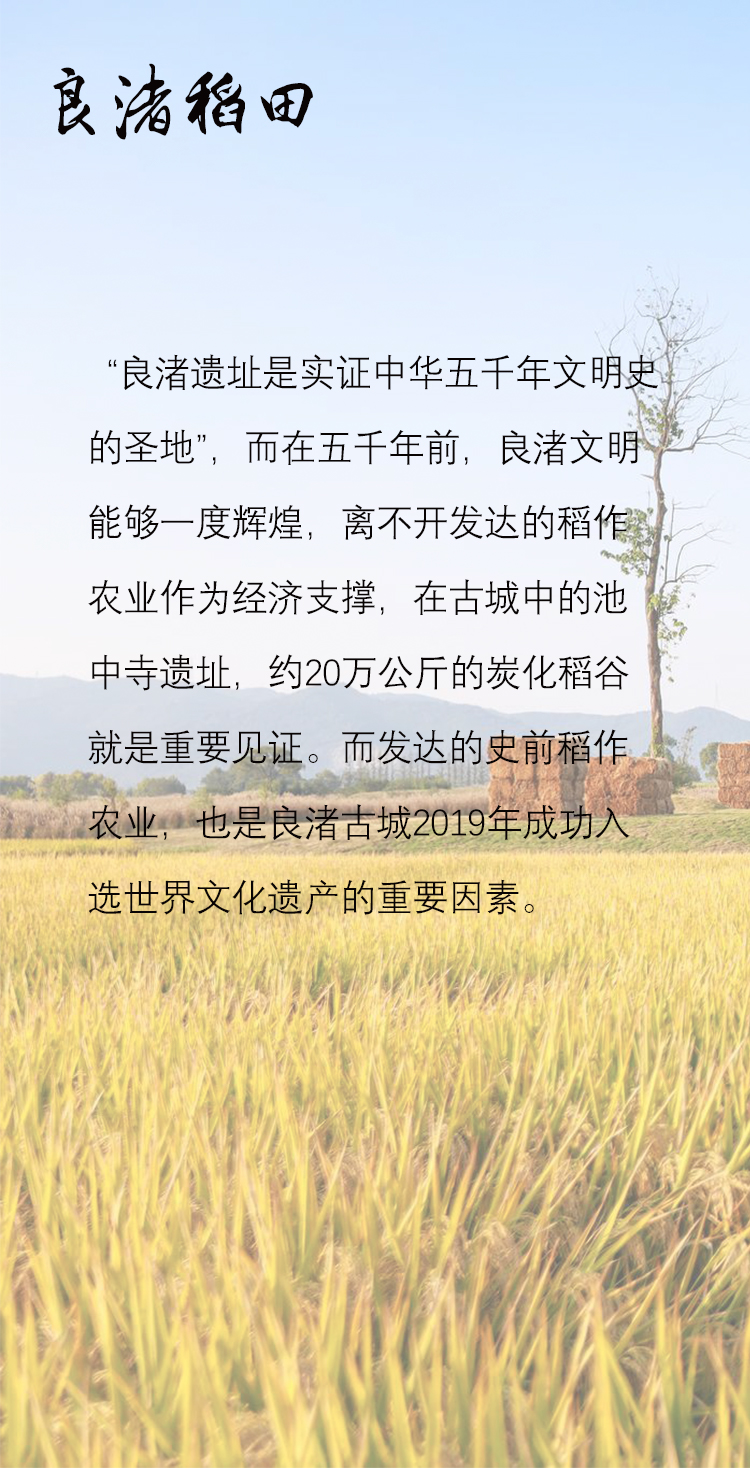 良渚稻田
“良渚遗址是实证中华五千年文明史
的圣地”，而在五千年前，良渚文明
能够一度辉煌，离不开发达的稻作
农业作为经济支撑，在古城中的池
中寺遗址，约20万公斤的炭化稻谷
就是重要见证。而发达的史前稻作
农业，也是良渚古城2019年成功入
选世界文化遗产的重要因素。